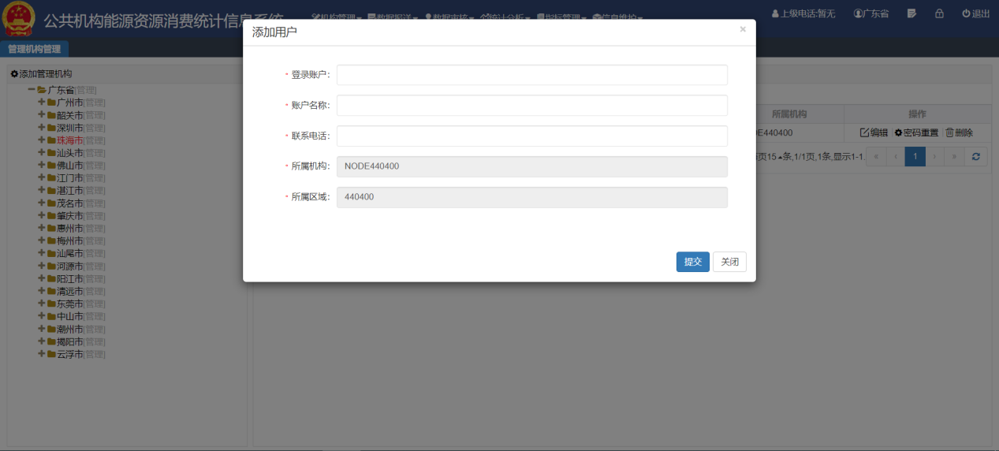 公共机构能源资源消费统计信息系统
机构管理
数据报送
数据审核
统计分析
指标管理
信息维护
上级电话:暂无
广东省
退出
管理机构管理
添加管理机构
广东省[管理]
广州市[管理]
韶关市[管理]
深圳市[管理]
珠海市[管理]
汕头市[管理]
佛山市[管理]
江门市[管理]
湛江市[管理]
茂名市[管理]
肇庆市[管理]
惠州市[管理]
梅州市[管理]
汕尾市[管理]
河源市[管理]
阳江市[管理]
清远市[管理]
东莞市[管理]
中山市[管理]
潮州市[管理]
揭阳市[管理]
云浮市[管理]
添加用户
×
* 登录账户:
* 账户名称:
* 联系电话:
* 所属机构: NODE440400
* 所属区域: 440400
提交 关闭
所属机构 操作
DE440400 编辑 密码重置 删除
页15条,1/1页,1条,显示1-1. « ‹ 1 › »